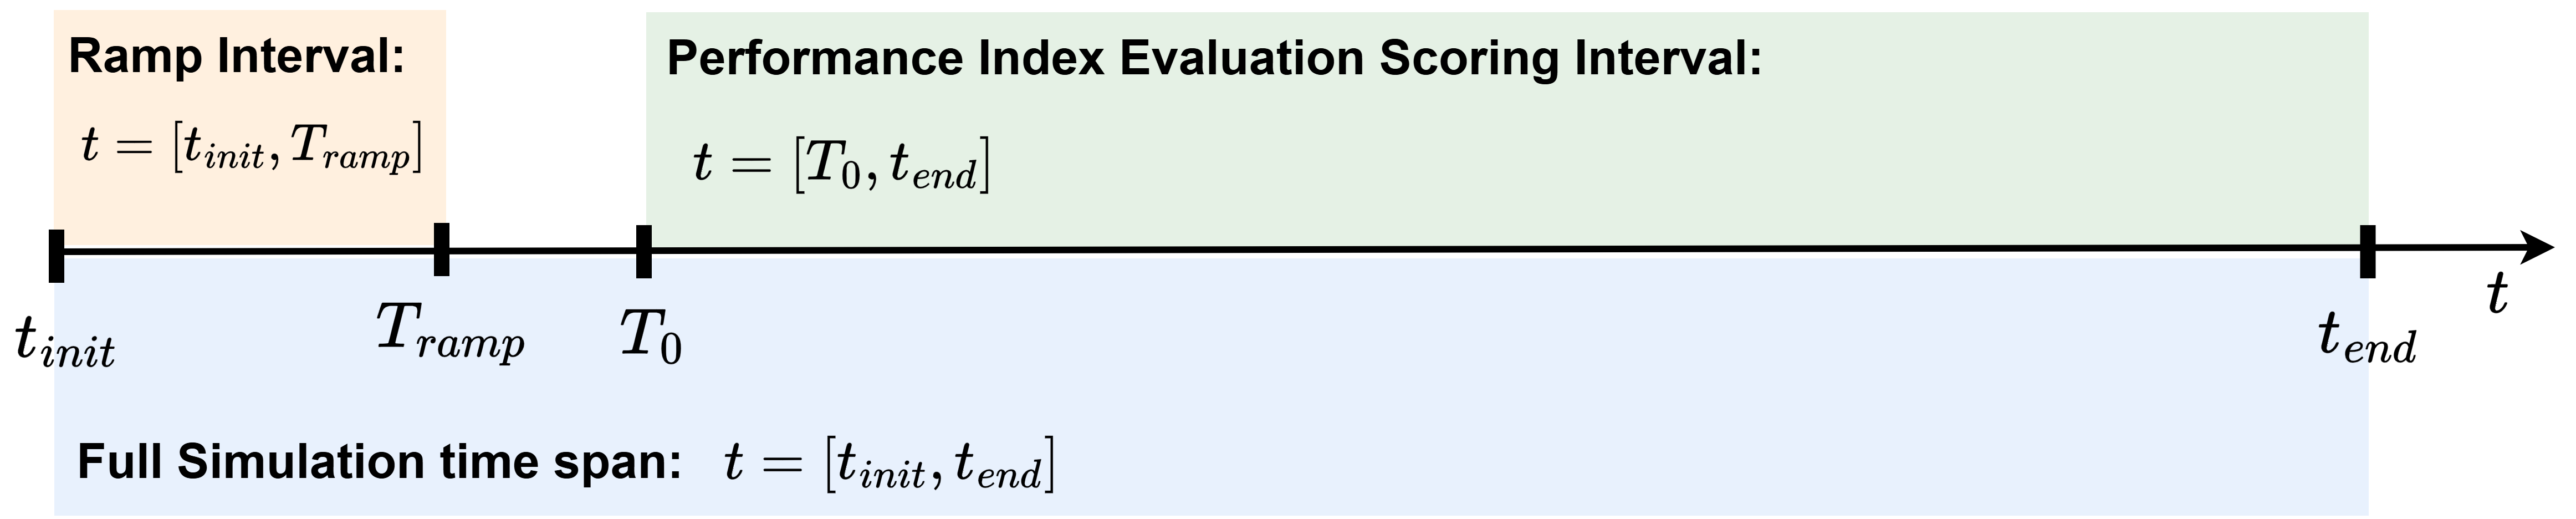 Ramp Interval:
t = [t_{init}, T_{ramp}]
Performance Index Evaluation Scoring Interval:
t = [T_0, t_{end}]
t_{init}
T_{ramp}
T_0
t_{end}
t
Full Simulation time span: t = [t_{init}, t_{end}]